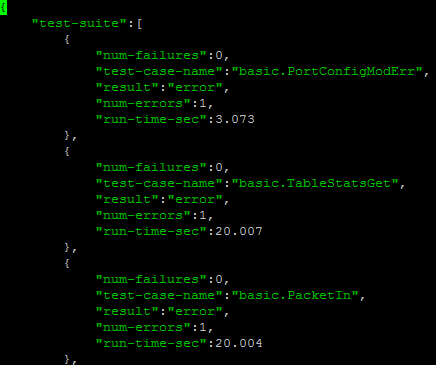 {
"test-suite":[
{
"num-failures":0,
"test-case-name":"basic.PortConfigModErr",
"result":"error",
"num-errors":1,
"run-time-sec":3.073
},
{
"num-failures":0,
"test-case-name":"basic.TableStatsGet",
"result":"error",
"num-errors":1,
"run-time-sec":20.007
},
{
"num-failures":0,
"test-case-name":"basic.PacketIn",
"result":"error",
"num-errors":1,
"run-time-sec":20.004
},